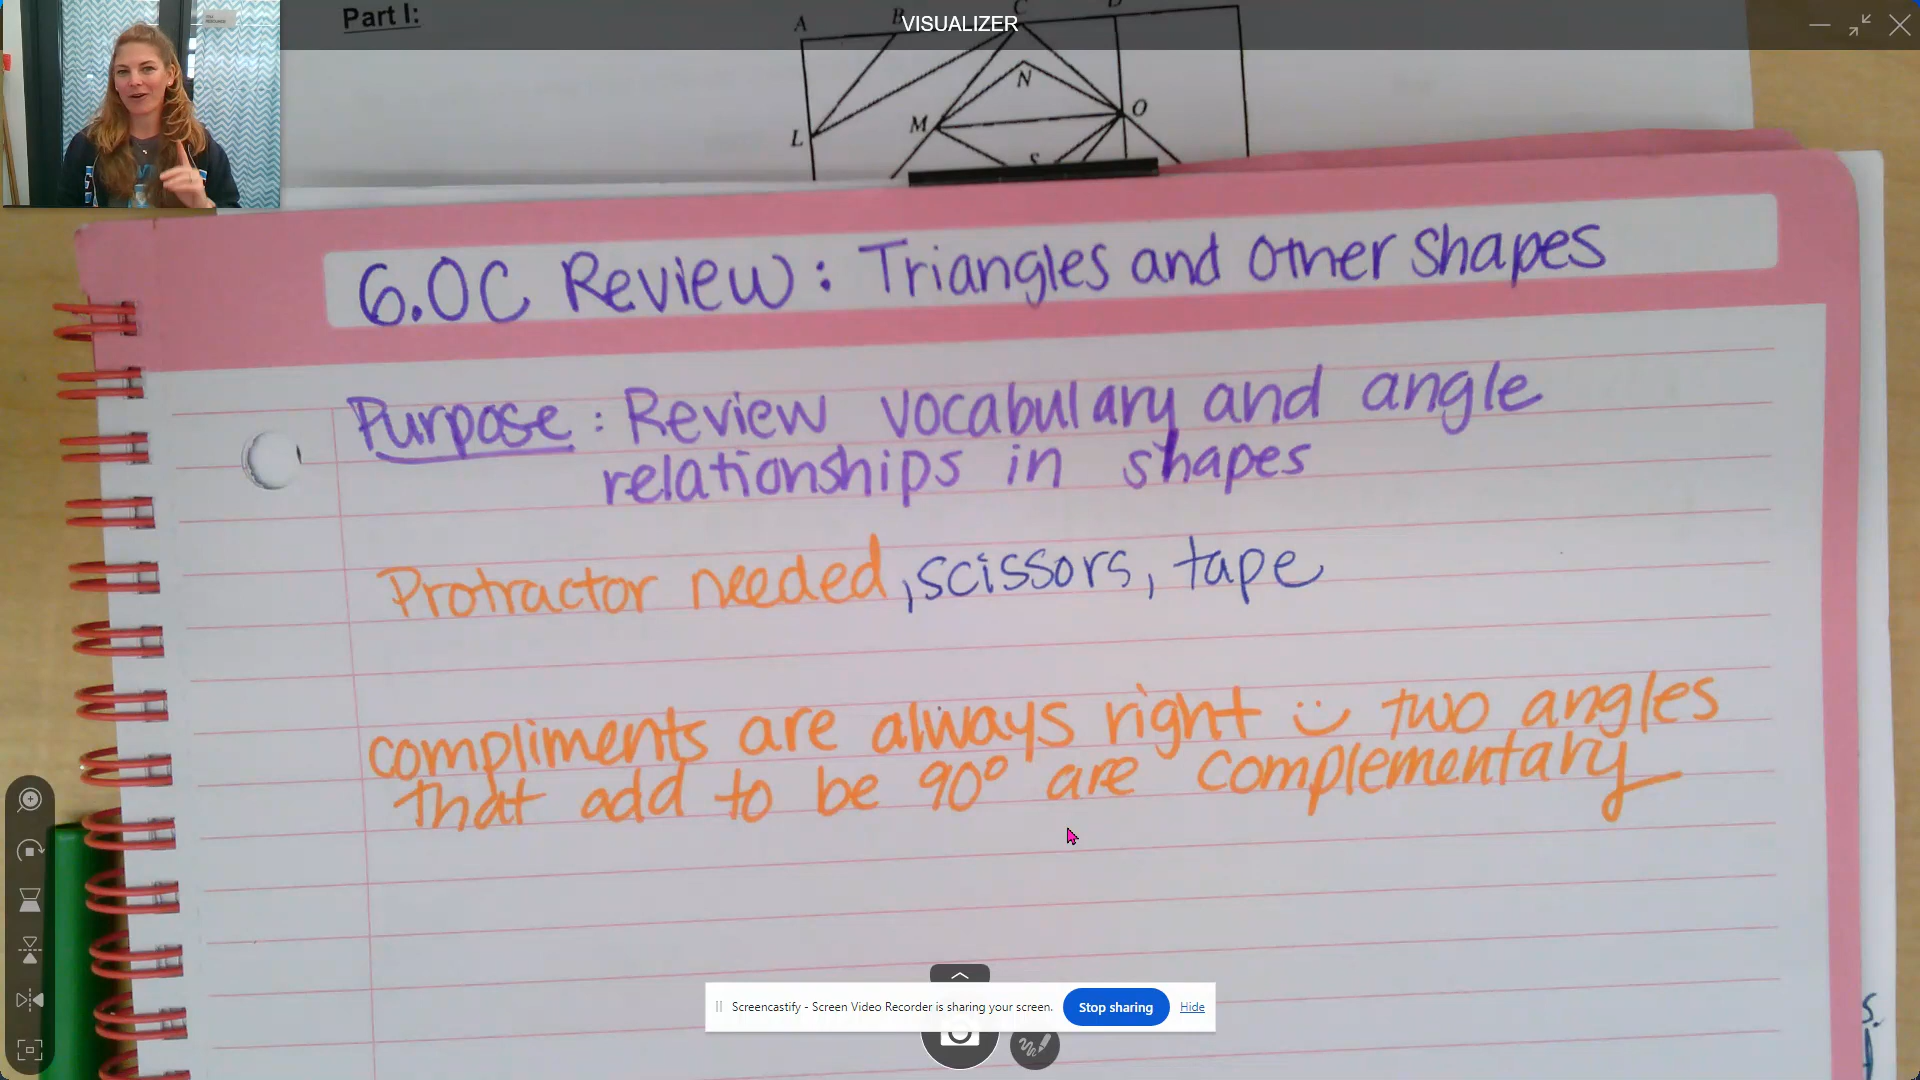 Part I:
VISUALIZER
A B C D
N
M O
L
S
6.0C Review: Triangles and Other Shapes
Purpose: Review vocabulary and angle
relationships in shapes
Protractor needed, scissors, tape
compliments are always right :) two angles
that add to be 90° are complementary
Screencastify - Screen Video Recorder is sharing your screen. Stop sharing Hide
s.